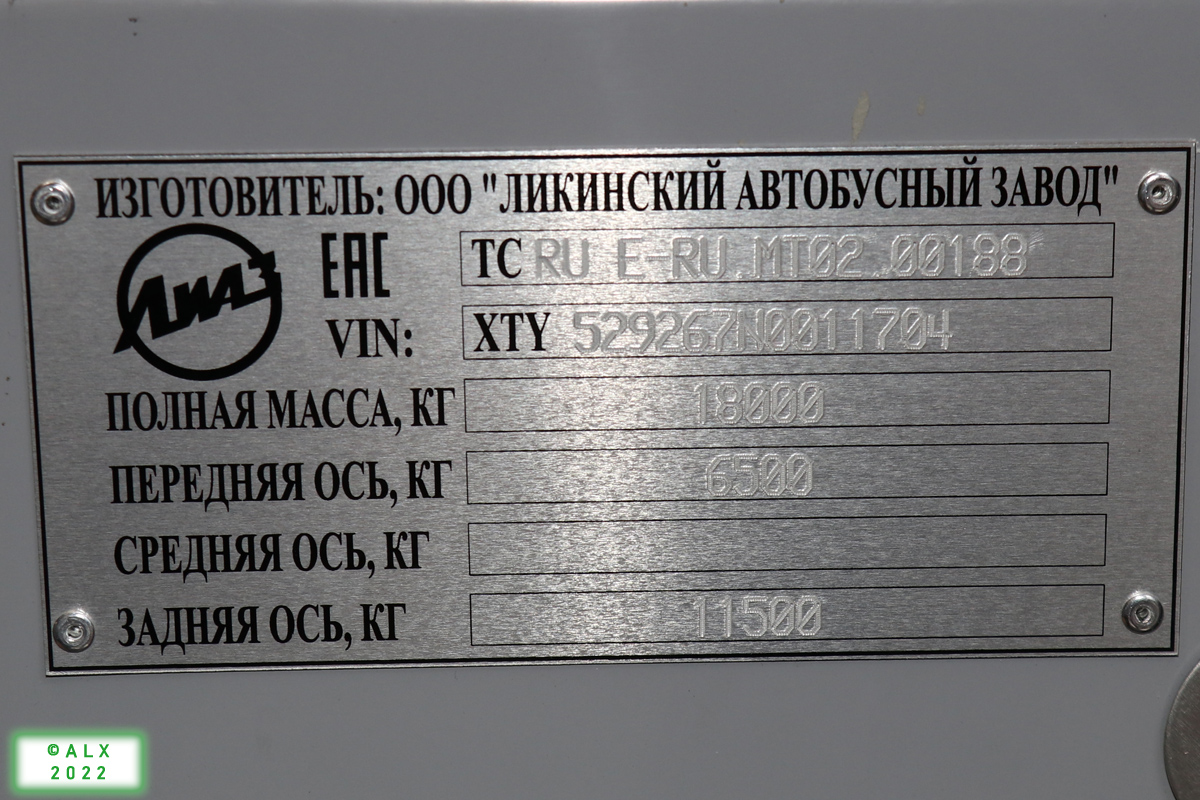 ИЗГОТОВИТЕЛЬ: ООО "ЛИКИНСКИЙ АВТОБУСНЫЙ ЗАВОД"
ЛиАЗ
EAC
ТС RU E-RU.MT02.00188
VIN: XTY 529267N0011704
ПОЛНАЯ МАССА, КГ 18000
ПЕРЕДНЯЯ ОСЬ, КГ 6500
СРЕДНЯЯ ОСЬ, КГ
ЗАДНЯЯ ОСЬ, КГ 11500
©ALX
2022